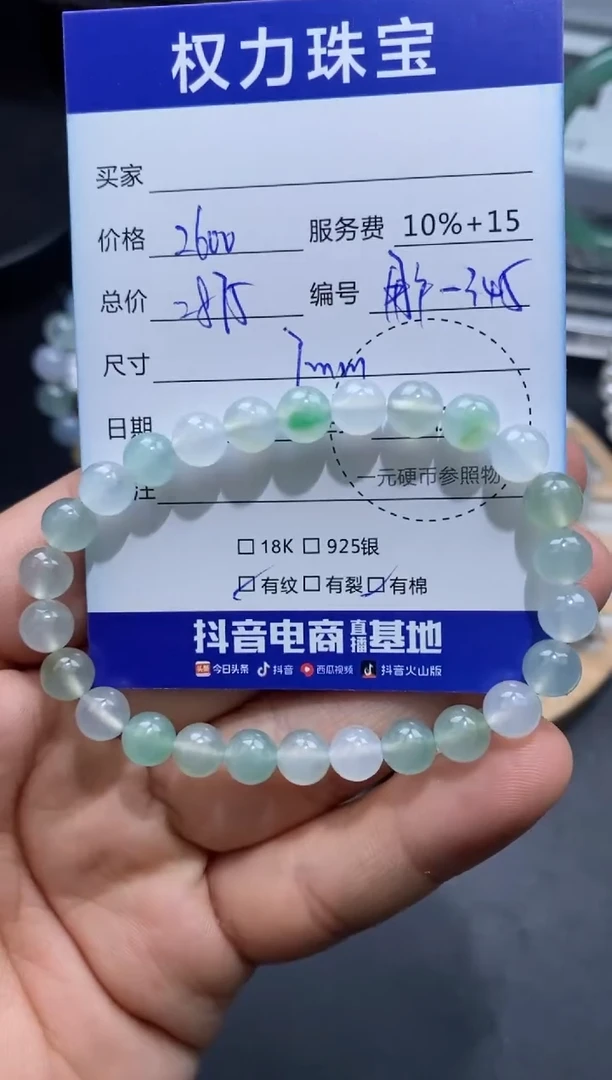 权力珠宝
买家
价格 2600 服务费 10%+15
总价 2875 编号 -345
尺寸 7mm
日期
注
一元硬币参照物
□ 18K □ 925银
☑ 有纹 □ 有裂 ☑ 有棉
抖音电商直播基地
头条 今日头条 抖音 西瓜视频 抖音火山版